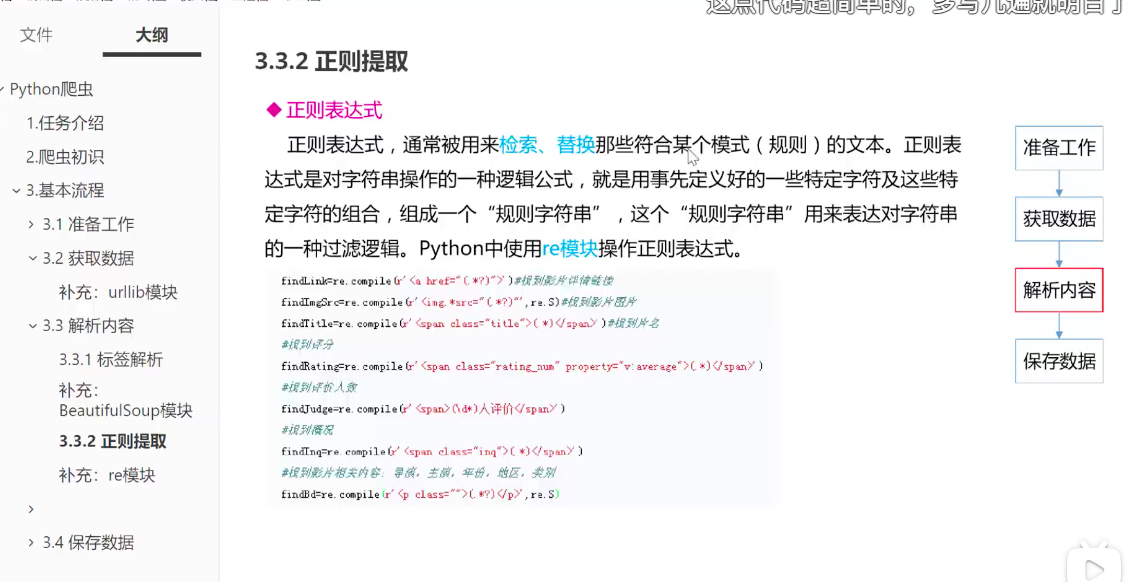 这点代码超简单的，多写几遍就明白了
文件
大纲
Python爬虫
1.任务介绍
2.爬虫初识
3.基本流程
3.1 准备工作
3.2 获取数据
补充：urllib模块
3.3 解析内容
3.3.1 标签解析
补充：
BeautifulSoup模块
3.3.2 正则提取
补充：re模块
3.4 保存数据
3.3.2 正则提取
◆ 正则表达式
正则表达式，通常被用来检索、替换那些符合某个模式（规则）的文本。正则表
达式是对字符串操作的一种逻辑公式，就是用事先定义好的一些特定字符及这些特
定字符的组合，组成一个“规则字符串”，这个“规则字符串”用来表达对字符串
的一种过滤逻辑。Python中使用re模块操作正则表达式。
findLink=re.compile(r'<a href="(.*?)">')#找到影片详情链接
findImgSrc=re.compile(r'<img.*src="(.*?)"',re.S)#找到影片图片
findTitle=re.compile(r'<span class="title">(.*)</span>')#找到片名
#找到评分
findRating=re.compile(r'<span class="rating_num" property="v:average">(.*)</span>')
#找到评价人数
findJudge=re.compile(r'<span>(\d*)人评价</span>')
#找到概况
findInq=re.compile(r'<span class="inq">(.*)</span>')
#找到影片相关内容：导演，主演，年份，地区，类别
findBd=re.compile(r'<p class="">(.*?)</p>',re.S)
准备工作
获取数据
解析内容
保存数据